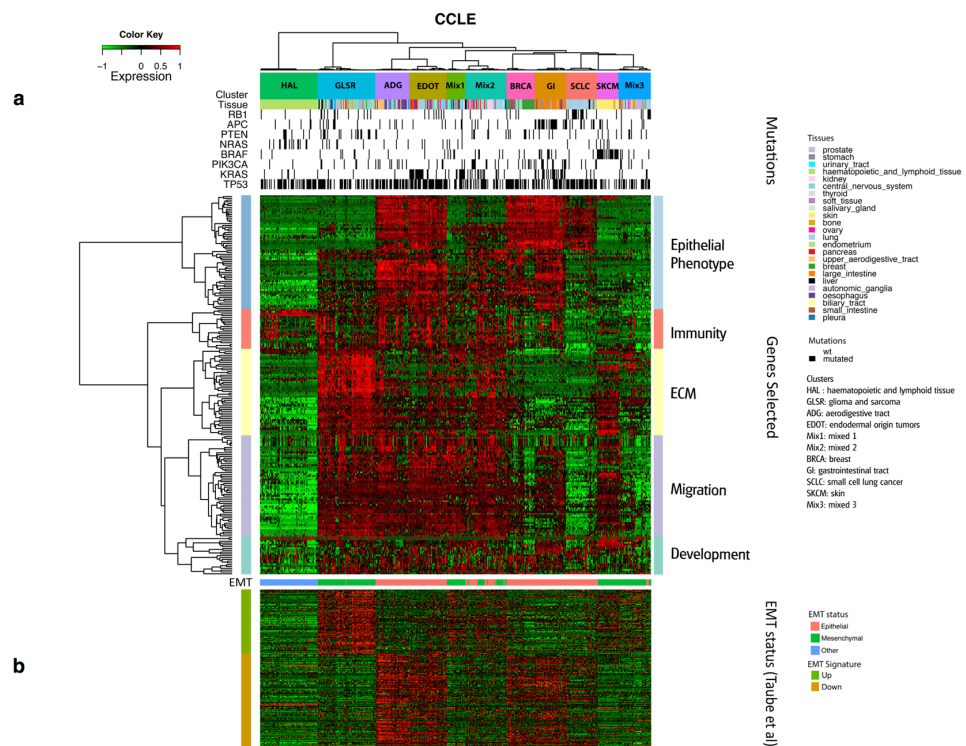 CCLE
Color Key
−1 −0.5 0 0.5 1
Expression
a
Cluster
HAL GLSR ADG EDOT Mix1 Mix2 BRCA GI SCLC SKCM Mix3
Tissue
RB1
APC
PTEN
NRAS
BRAF
PIK3CA
KRAS
TP53
Mutations
Epithelial
Phenotype
Immunity
ECM
Migration
Development
Genes Selected
EMT
b
EMT status (Taube et al)
Tissues
prostate
stomach
urinary_tract
haematopoietic_and_lymphoid_tissue
kidney
central_nervous_system
thyroid
soft_tissue
salivary_gland
skin
bone
ovary
lung
endometrium
pancreas
upper_aerodigestive_tract
breast
large_intestine
liver
autonomic_ganglia
oesophagus
biliary_tract
small_intestine
pleura
Mutations
wt
mutated
Clusters
HAL : haematopoietic and lymphoid tissue
GLSR: glioma and sarcoma
ADG: aerodigestive tract
EDOT: endodermal origin tumors
Mix1: mixed 1
Mix2: mixed 2
BRCA: breast
GI: gastrointestinal tract
SCLC: small cell lung cancer
SKCM: skin
Mix3: mixed 3
EMT status
Epithelial
Mesenchymal
Other
EMT Signature
Up
Down